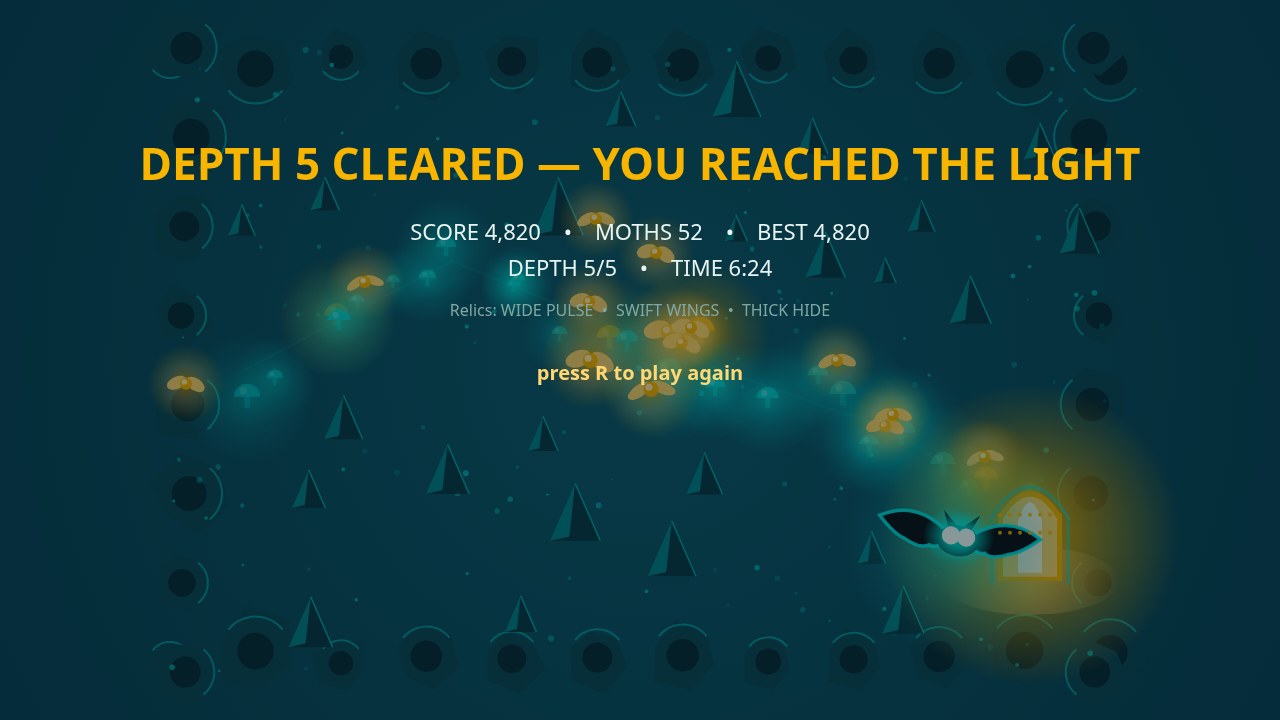 DEPTH 5 CLEARED — YOU REACHED THE LIGHT
SCORE 4,820 • MOTHS 52 • BEST 4,820
DEPTH 5/5 • TIME 6:24
Relics: WIDE PULSE • SWIFT WINGS • THICK HIDE
press R to play again